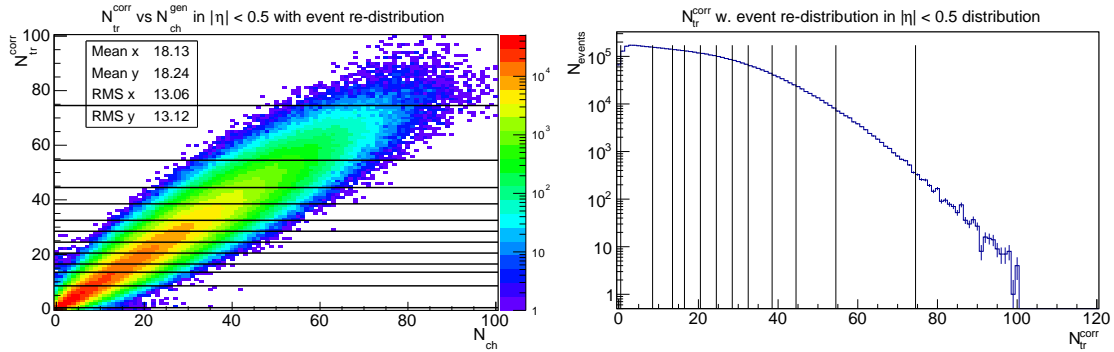 N_tr^corr vs N_ch^gen in |η| < 0.5 with event re-distribution
N_tr^corr
100
80
60
40
20
0
Mean x 18.13
Mean y 18.24
RMS x 13.06
RMS y 13.12
10^4
10^3
10^2
10
1
0 20 40 60 80 100
N_ch
N_tr^corr w. event re-distribution in |η| < 0.5 distribution
N_events
10^5
10^4
10^3
10^2
10
1
0 20 40 60 80 100 120
N_tr^corr